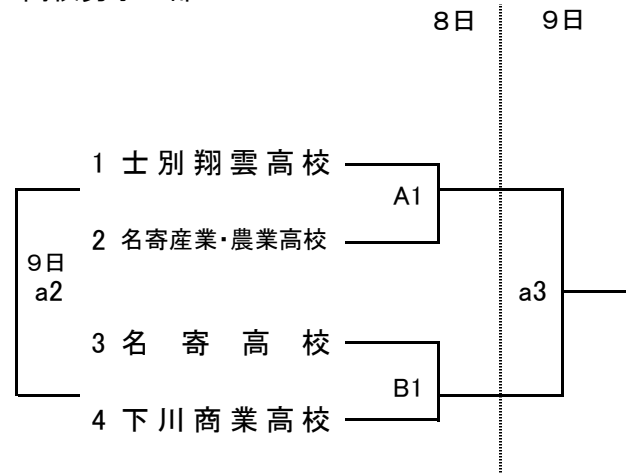 8日 9日
1 士別翔雲高校
A1
2 名寄産業・農業高校
9日
a2
a3
3 名寄高校
B1
4 下川商業高校